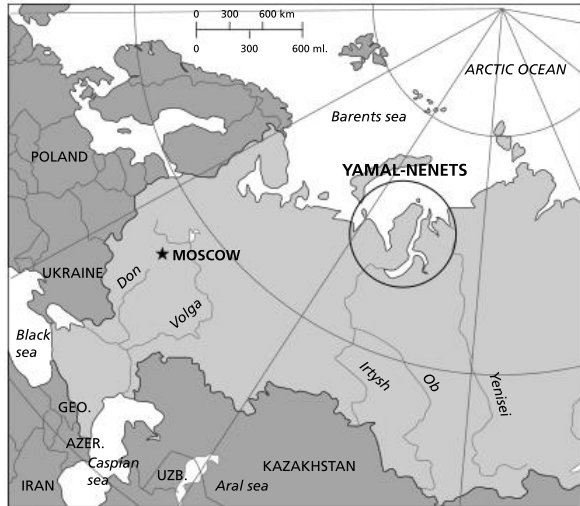 0 300 600 km
0 300 600 ml.
ARCTIC OCEAN
Barents sea
YAMAL-NENETS
POLAND
MOSCOW
UKRAINE
Don
Volga
Black
sea
Irtysh
Ob
Yenisei
GEO.
AZER.
Caspian
sea
IRAN
UZB.
Aral sea
KAZAKHSTAN